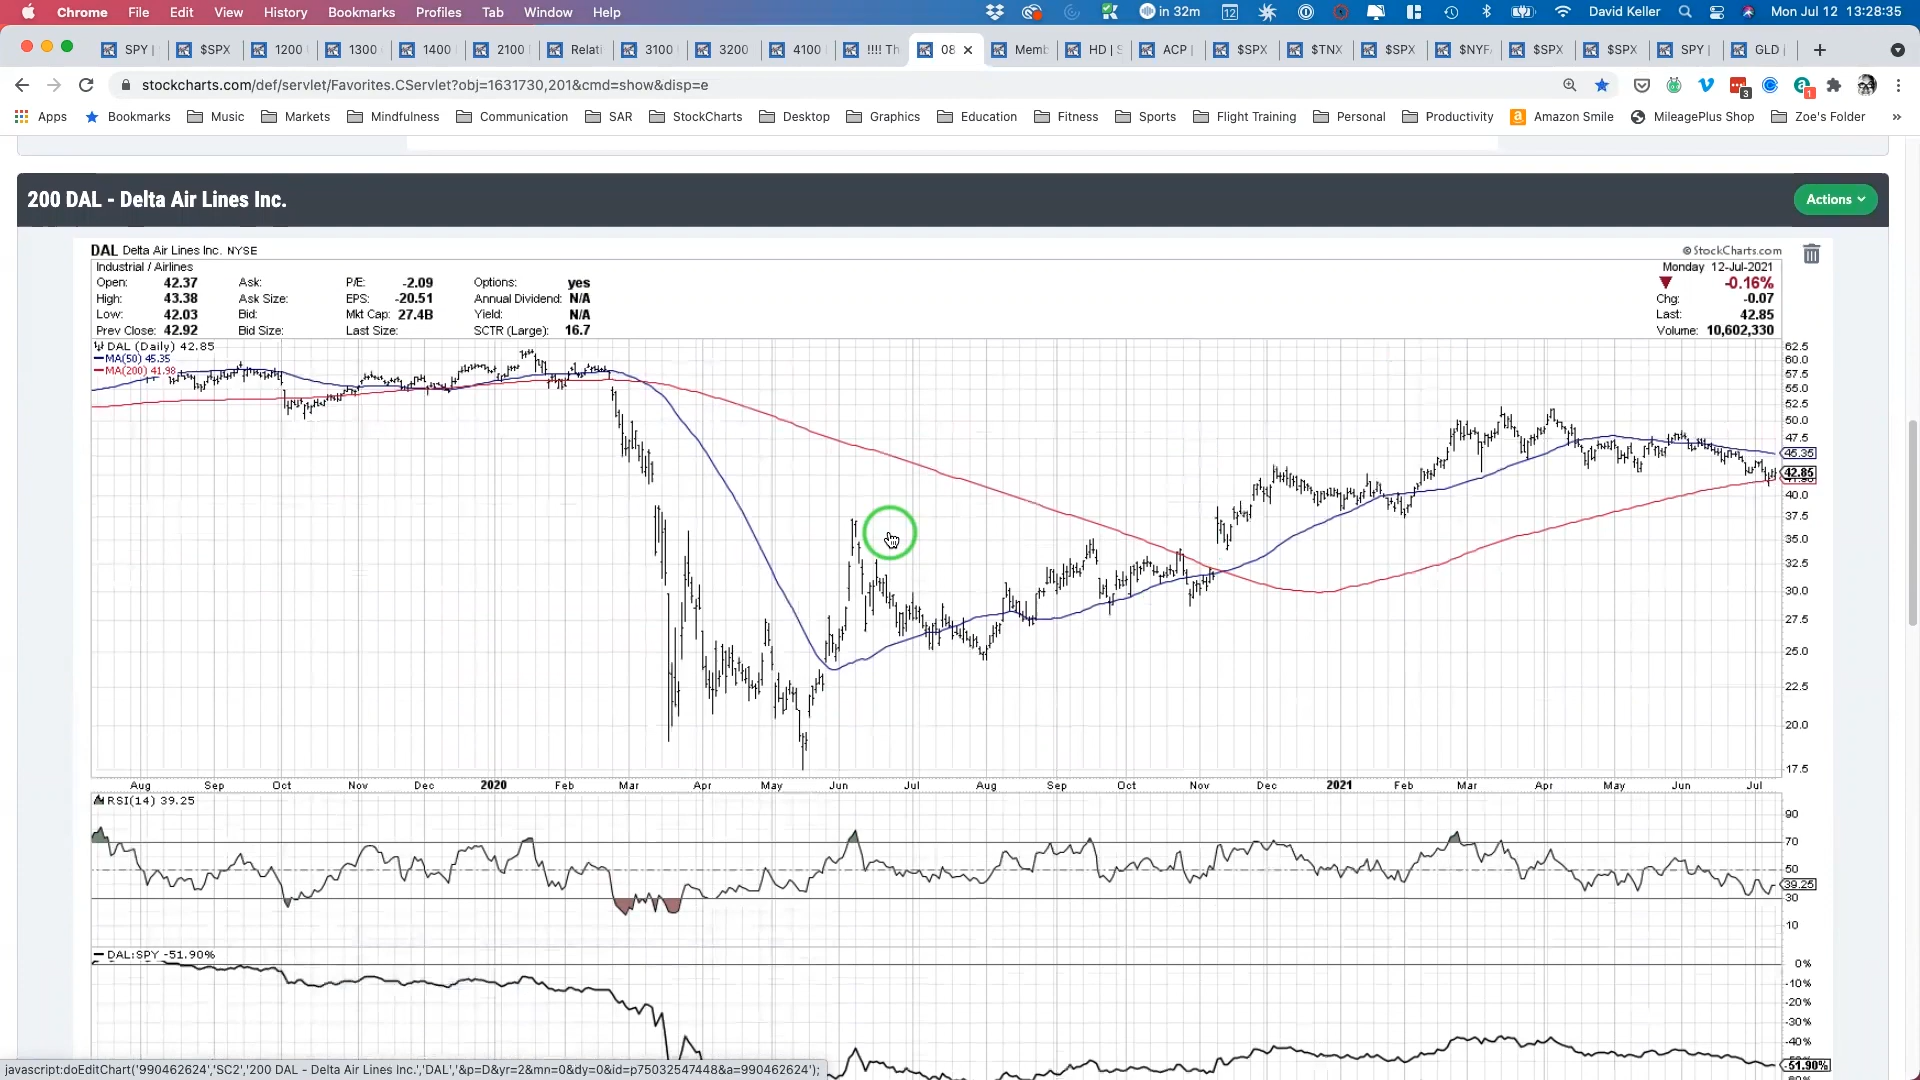 Chrome File Edit View History Bookmarks Profiles Tab Window Help in 32m 12 David Keller Mon Jul 12 13:28:35
SPY | $SPX 1200 1300 1400 2100 Relati 3100 3200 4100 !!!! Th 08 Memb HD | S ACP | $SPX $TNX $SPX $NYF $SPX $SPX SPY | GLD
stockcharts.com/def/servlet/Favorites.CServlet?obj=1631730,201&cmd=show&disp=e 3 1
Apps Bookmarks Music Markets Mindfulness Communication SAR StockCharts Desktop Graphics Education Fitness Sports Flight Training Personal Productivity Amazon Smile MileagePlus Shop Zoe's Folder »
200 DAL - Delta Air Lines Inc. Actions
DAL Delta Air Lines Inc. NYSE © StockCharts.com
Industrial / Airlines Monday 12-Jul-2021
Open: 42.37 Ask: P/E: -2.09 Options: yes -0.16%
High: 43.38 Ask Size: EPS: -20.51 Annual Dividend: N/A Chg: -0.07
Low: 42.03 Bid: Mkt Cap: 27.4B Yield: N/A Last: 42.85
Prev Close: 42.92 Bid Size: Last Size: SCTR (Large): 16.7 Volume: 10,602,330
DAL (Daily) 42.85
MA(50) 45.35
MA(200) 41.98
62.5
60.0
57.5
55.0
52.5
50.0
47.5
45.35
42.85
41.98
40.0
37.5
35.0
32.5
30.0
27.5
25.0
22.5
20.0
17.5
Aug Sep Oct Nov Dec 2020 Feb Mar Apr May Jun Jul Aug Sep Oct Nov Dec 2021 Feb Mar Apr May Jun Jul
RSI(14) 39.25
90
70
50
39.25
30
10
DAL:SPY -51.90%
0%
-10%
-20%
-30%
-40%
-51.90%
javascript:doEditChart('990462624','SC2','200 DAL - Delta Air Lines Inc.','DAL','&p=D&yr=2&mn=0&dy=0&id=p75032547448&a=990462624');